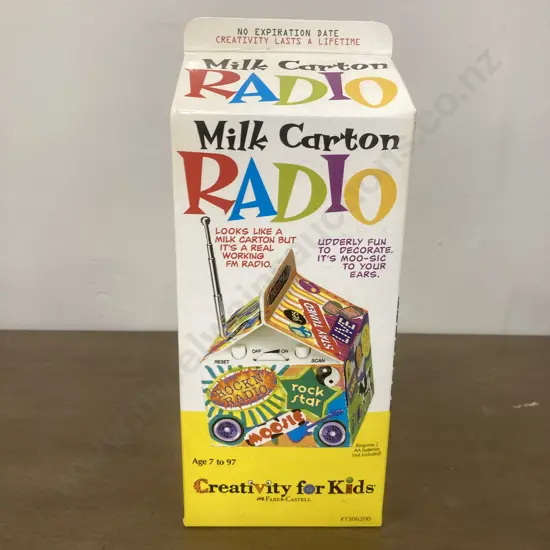 NO EXPIRATION DATE
CREATIVITY LASTS A LIFETIME
Milk Carton
RADIO
Milk Carton
RADIO
LOOKS LIKE A
MILK CARTON BUT
IT'S A REAL
WORKING
FM RADIO.
UDDERLY FUN
TO DECORATE.
IT'S MOO-SIC
TO YOUR
EARS.
STAY TUNED
RESET
OFF
ON
SCAN
ROCK N'
RADIO
rock
star
MOOSIC
Requires 2
AA Batteries
(not included)
Age 7 to 97
Creativity for Kids
FABER-CASTELL